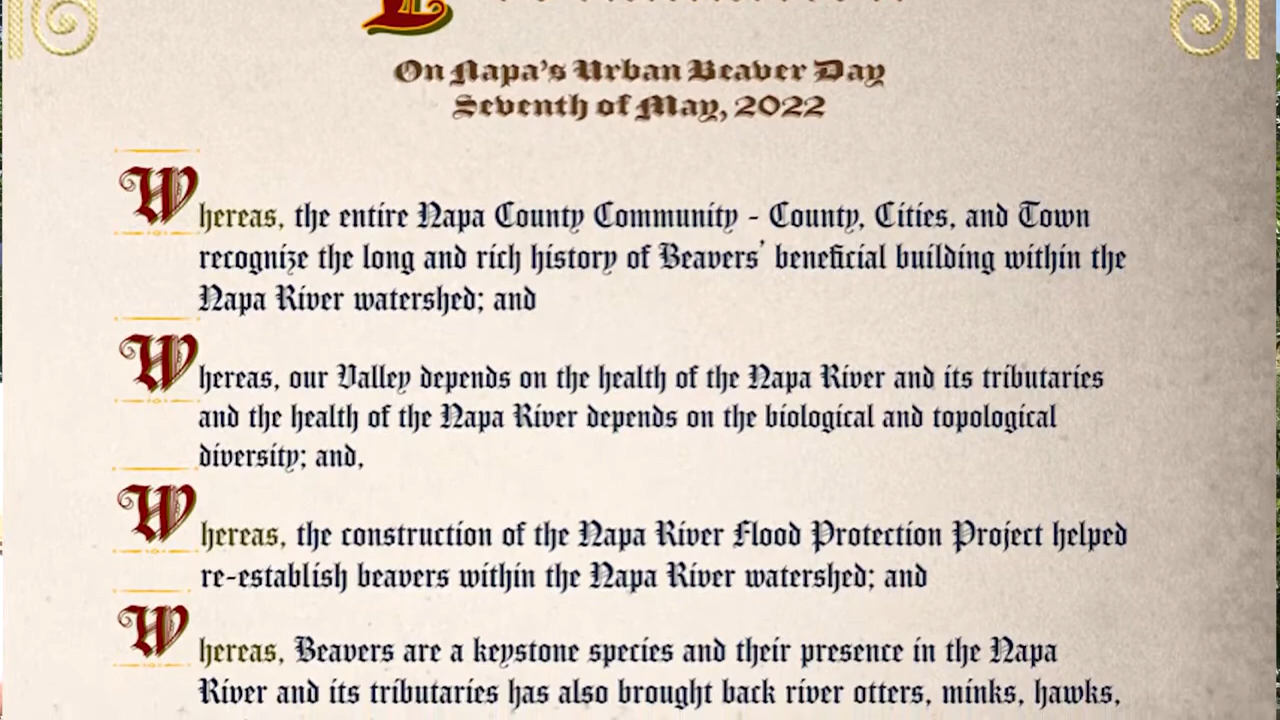 On Napa's Urban Beaver Day
Seventh of May, 2022
Whereas, the entire Napa County Community - County, Cities, and Town
recognize the long and rich history of Beavers' beneficial building within the
Napa River watershed; and
Whereas, our Valley depends on the health of the Napa River and its tributaries
and the health of the Napa River depends on the biological and topological
diversity; and,
Whereas, the construction of the Napa River Flood Protection Project helped
re-establish beavers within the Napa River watershed; and
Whereas, Beavers are a keystone species and their presence in the Napa
River and its tributaries has also brought back river otters, minks, hawks,